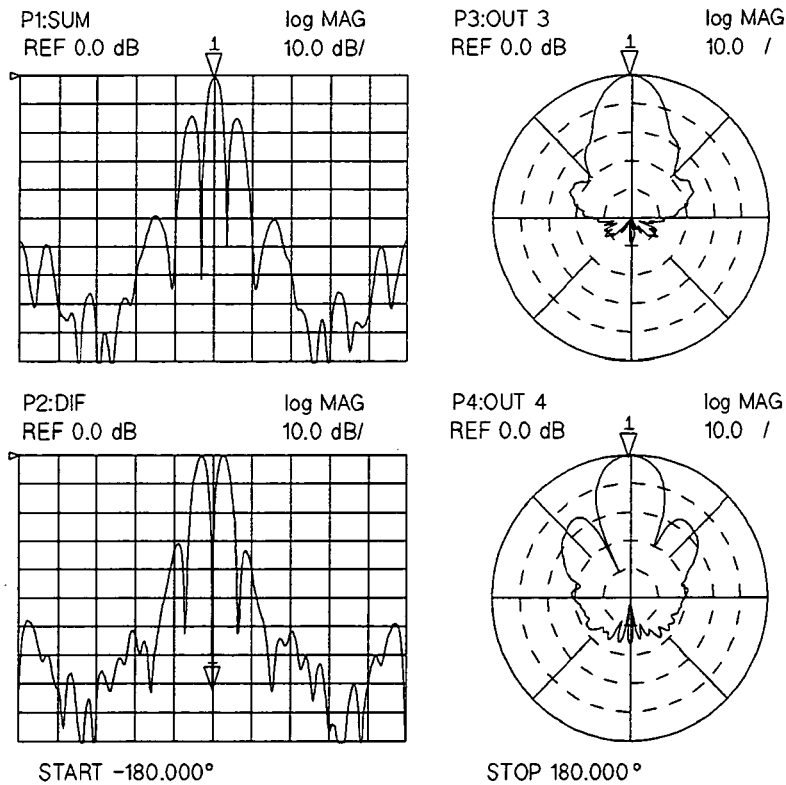 P1:SUM log MAG
REF 0.0 dB 10.0 dB/
1
P3:OUT 3 log MAG
REF 0.0 dB 10.0 /
1
P2:DIF log MAG
REF 0.0 dB 10.0 dB/
P4:OUT 4 log MAG
REF 0.0 dB 10.0 /
1
START -180.000° STOP 180.000°